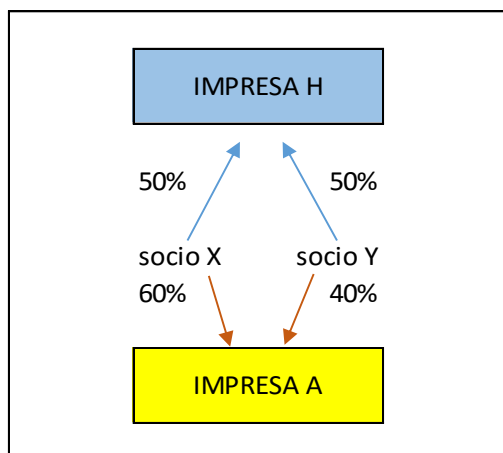 IMPRESA H
50% 50%
socio X socio Y
60% 40%
IMPRESA A